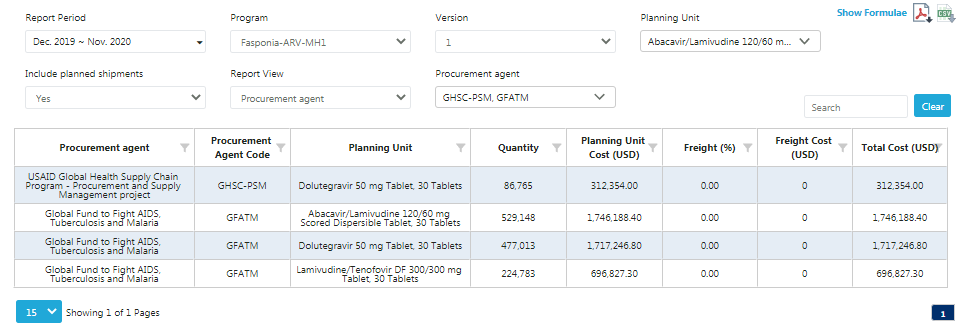 Show Formulae
CSV
Report Period
Program
Version
Planning Unit
Dec. 2019 ~ Nov. 2020
Fasponia-ARV-MH1
1
Abacavir/Lamivudine 120/60 m...
Include planned shipments
Report View
Procurement agent
Yes
Procurement agent
GHSC-PSM, GFATM
Search
Clear
Procurement agent
Procurement
Agent Code
Planning Unit
Quantity
Planning Unit
Cost (USD)
Freight (%)
Freight Cost
(USD)
Total Cost (USD)
USAID Global Health Supply Chain
Program - Procurement and Supply
Management project
GHSC-PSM
Dolutegravir 50 mg Tablet, 30 Tablets
86,765
312,354.00
0.00
0
312,354.00
Global Fund to Fight AIDS,
Tuberculosis and Malaria
GFATM
Abacavir/Lamivudine 120/60 mg
Scored Dispersible Tablet, 30 Tablets
529,148
1,746,188.40
0.00
0
1,746,188.40
Global Fund to Fight AIDS,
Tuberculosis and Malaria
GFATM
Dolutegravir 50 mg Tablet, 30 Tablets
477,013
1,717,246.80
0.00
0
1,717,246.80
Global Fund to Fight AIDS,
Tuberculosis and Malaria
GFATM
Lamivudine/Tenofovir DF 300/300 mg
Tablet, 30 Tablets
224,783
696,827.30
0.00
0
696,827.30
15
Showing 1 of 1 Pages
1